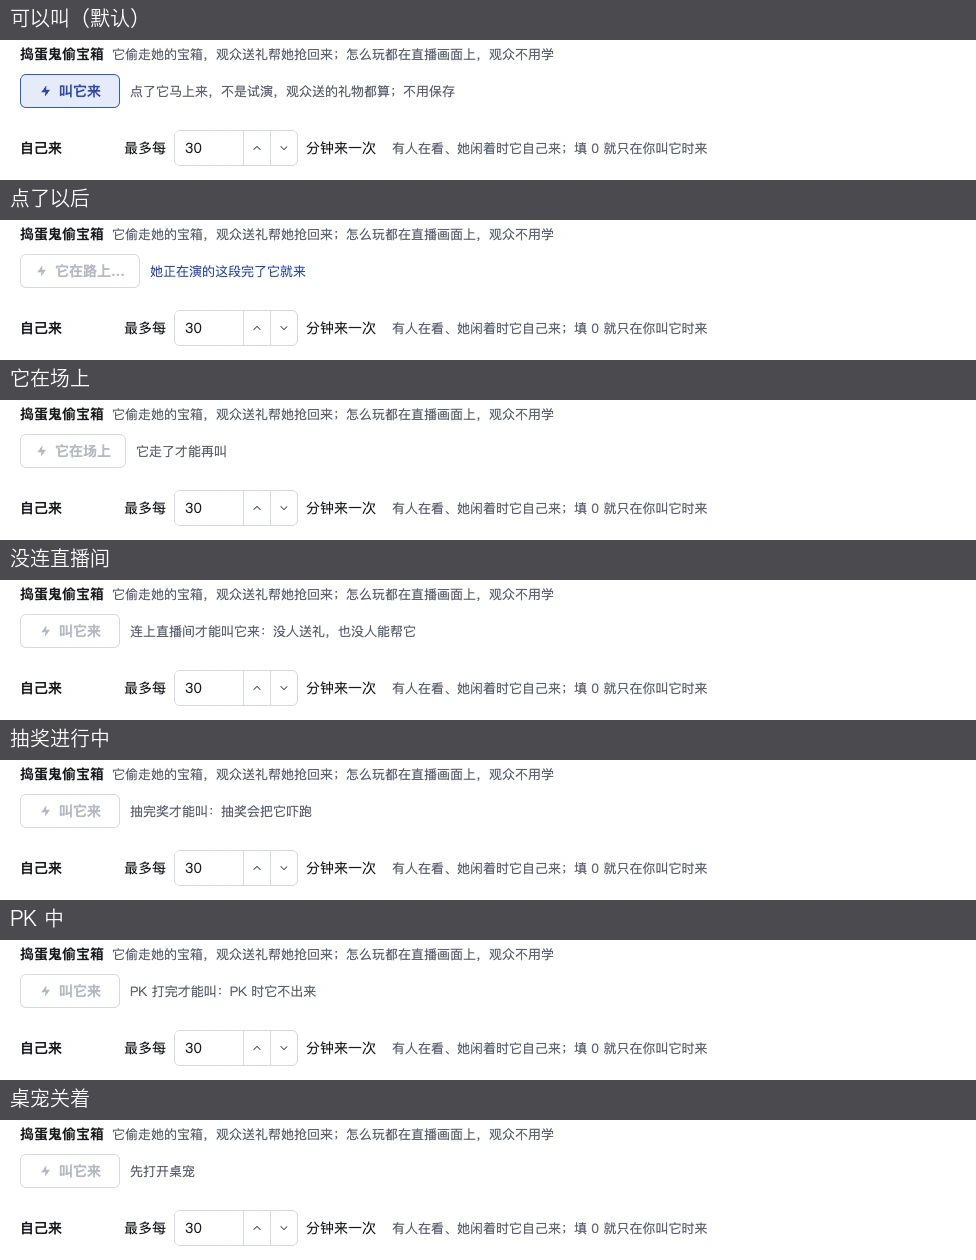 可以叫（默认）
捣蛋鬼偷宝箱 它偷走她的宝箱，观众送礼帮她抢回来；怎么玩都在直播画面上，观众不用学
叫它来 点了它马上来，不是试演，观众送的礼物都算；不用保存
自己来 最多每 30 分钟来一次 有人在看、她闲着时它自己来；填 0 就只在你叫它时来
点了以后
捣蛋鬼偷宝箱 它偷走她的宝箱，观众送礼帮她抢回来；怎么玩都在直播画面上，观众不用学
它在路上… 她正在演的这段完了它就来
自己来 最多每 30 分钟来一次 有人在看、她闲着时它自己来；填 0 就只在你叫它时来
它在场上
捣蛋鬼偷宝箱 它偷走她的宝箱，观众送礼帮她抢回来；怎么玩都在直播画面上，观众不用学
它在场上 它走了才能再叫
自己来 最多每 30 分钟来一次 有人在看、她闲着时它自己来；填 0 就只在你叫它时来
没连直播间
捣蛋鬼偷宝箱 它偷走她的宝箱，观众送礼帮她抢回来；怎么玩都在直播画面上，观众不用学
叫它来 连上直播间才能叫它来：没人送礼，也没人能帮它
自己来 最多每 30 分钟来一次 有人在看、她闲着时它自己来；填 0 就只在你叫它时来
抽奖进行中
捣蛋鬼偷宝箱 它偷走她的宝箱，观众送礼帮她抢回来；怎么玩都在直播画面上，观众不用学
叫它来 抽完奖才能叫：抽奖会把它吓跑
自己来 最多每 30 分钟来一次 有人在看、她闲着时它自己来；填 0 就只在你叫它时来
PK 中
捣蛋鬼偷宝箱 它偷走她的宝箱，观众送礼帮她抢回来；怎么玩都在直播画面上，观众不用学
叫它来 PK 打完才能叫：PK 时它不出来
自己来 最多每 30 分钟来一次 有人在看、她闲着时它自己来；填 0 就只在你叫它时来
桌宠关着
捣蛋鬼偷宝箱 它偷走她的宝箱，观众送礼帮她抢回来；怎么玩都在直播画面上，观众不用学
叫它来 先打开桌宠
自己来 最多每 30 分钟来一次 有人在看、她闲着时它自己来；填 0 就只在你叫它时来